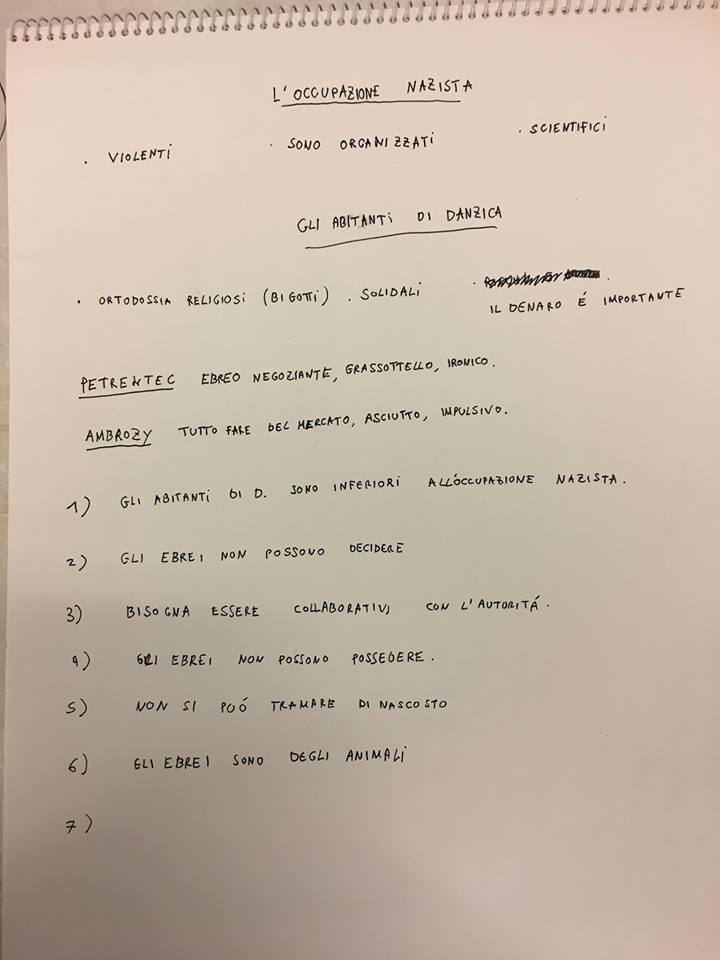 L'OCCUPAZIONE NAZISTA
. VIOLENTI . SONO ORGANIZZATI . SCIENTIFICI
GLI ABITANTI DI DANZICA
. ORTODOSSIA RELIGIOSI (BIGOTTI) . SOLIDALI .
IL DENARO É IMPORTANTE
PETREWTEC EBREO NEGOZIANTE, GRASSOTTELLO, IRONICO.
AMBROZY TUTTO FARE DEL MERCATO, ASCIUTTO, IMPULSIVO.
1) GLI ABITANTI DI D. SONO INFERIORI ALL'OCCUPAZIONE NAZISTA.
2) GLI EBREI NON POSSONO DECIDERE
3) BISOGNA ESSERE COLLABORATIVI CON L'AUTORITÁ.
4) GLI EBREI NON POSSONO POSSEDERE.
5) NON SI PUÓ TRAMARE DI NASCOSTO
6) GLI EBREI SONO DEGLI ANIMALI
7)